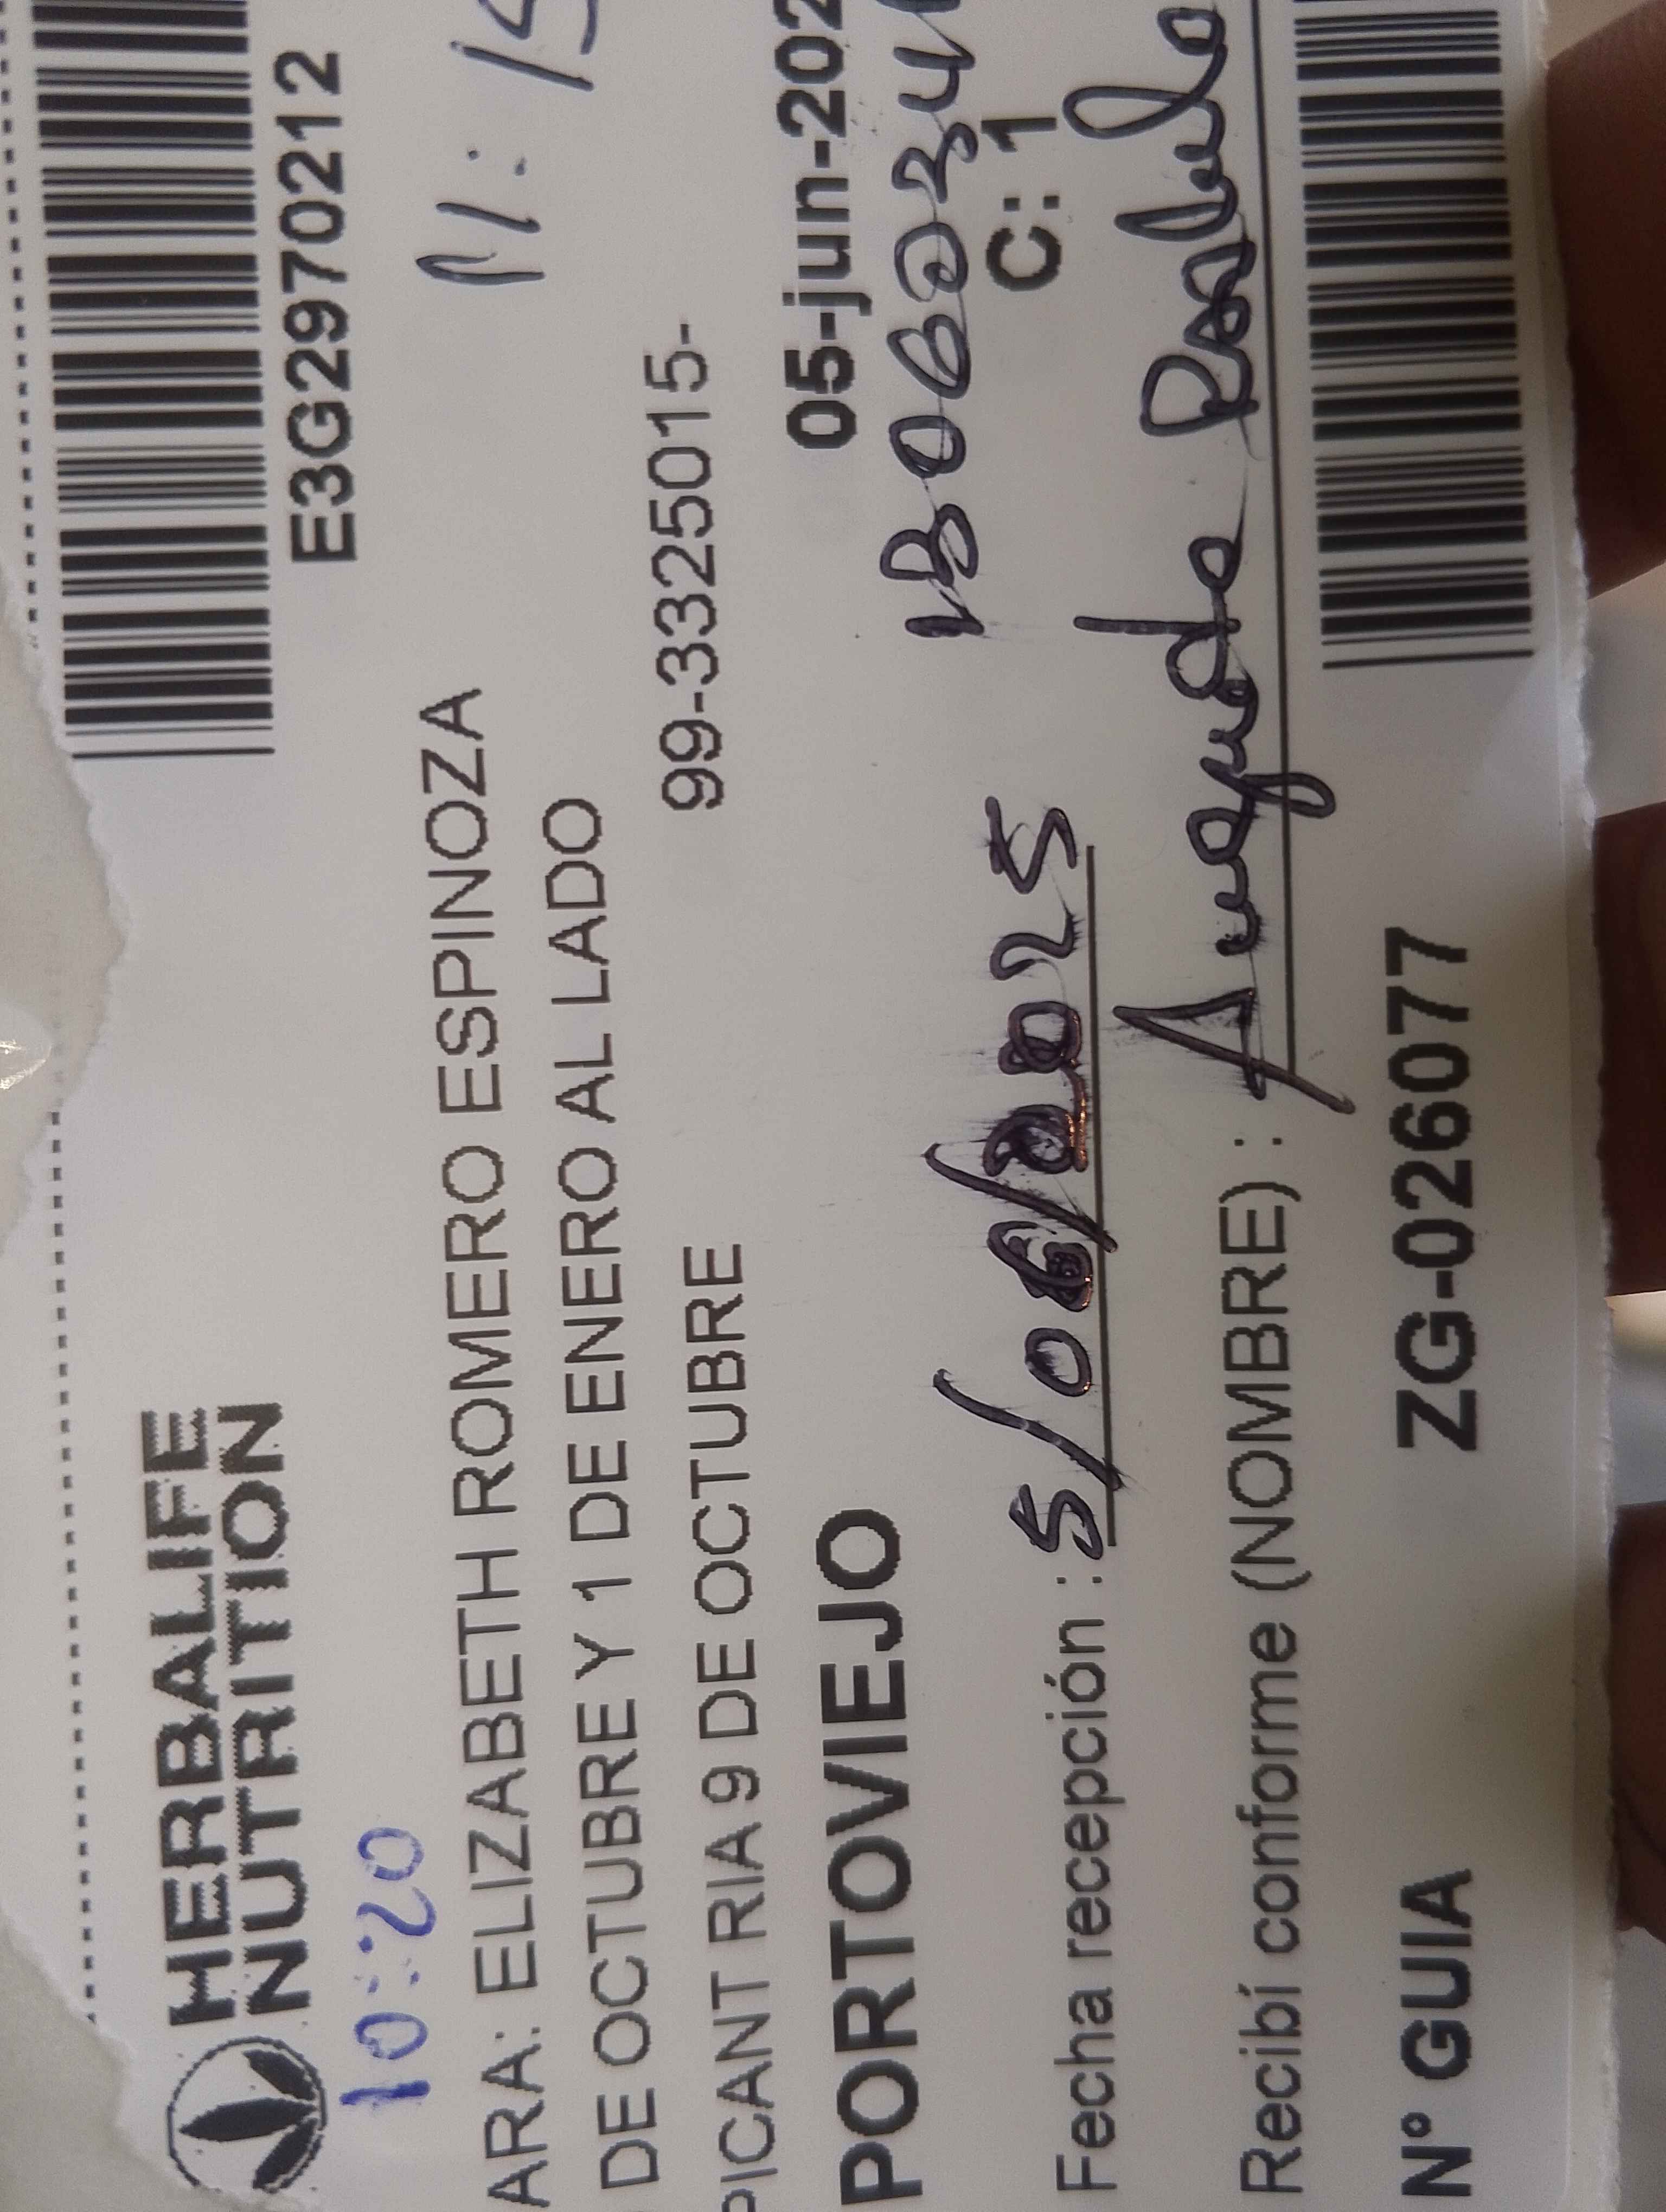 HERBALIFE
NUTRITION
E3G2970212
10:20
ARA: ELIZABETH ROMERO ESPINOZA
DE OCTUBRE Y 1 DE ENERO AL LADO
PICANT RIA 9 DE OCTUBRE 99-3325015-
PORTOVIEJO 05-jun-202
C: 1
Fecha recepción : 5/06/2025
Recibí conforme (NOMBRE) :
N° GUIA ZG-026077